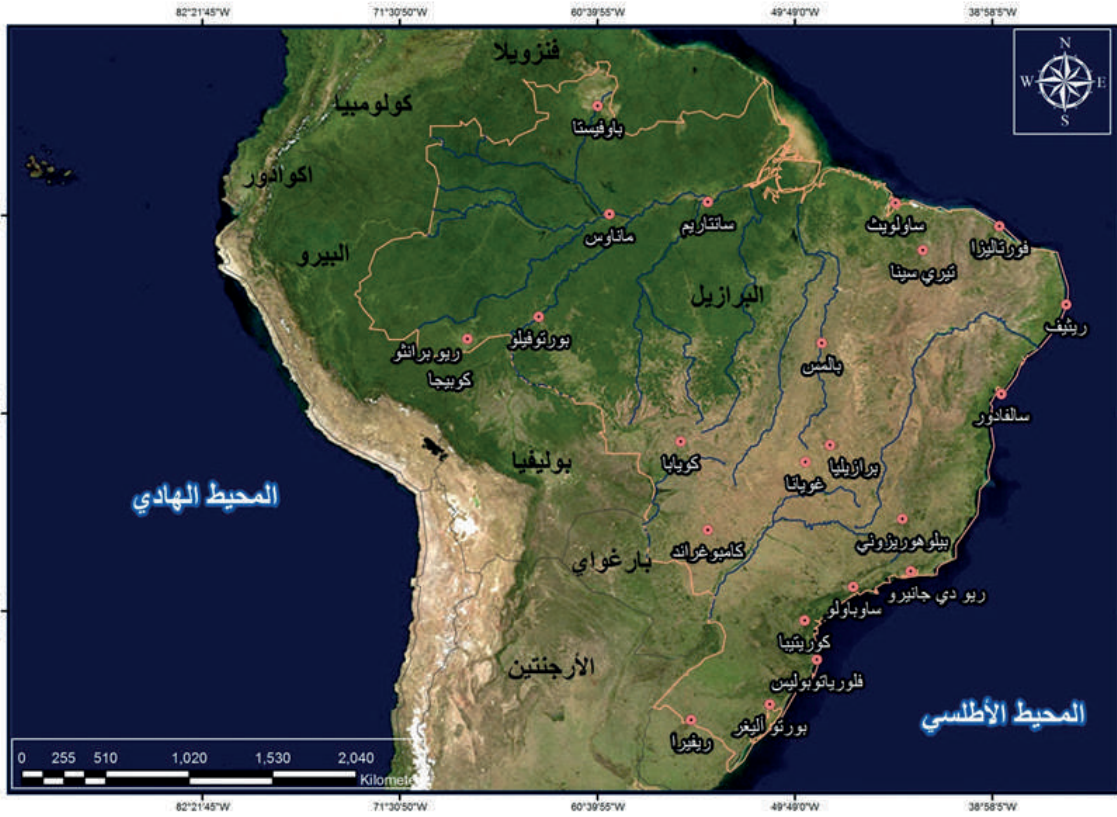 82°21'45"W 71°30'50"W 60°39'55"W 49°49'0"W 38°58'5"W
N
W E
S
فنزويلا
كولومبيا
باوفيستا
اكوادور
ماناوس
سانتاريم
ساولويث
فورتاليزا
البيرو
تيري سينا
البرازيل
ريثيف
بورتوفيلو
ريو برانثو
كوبيجا
بالمس
سالفادور
كويابا
برازيليا
غويانا
بوليفيا
المحيط الهادي
كامبوغراند
بيلوهوريزوني
بارغواي
ريو دي جانيرو
ساوباولو
كوريتيبا
الأرجنتين
فلورياتوبوليس
بورتو أليغر
ريفيرا
المحيط الأطلسي
0 255 510 1,020 1,530 2,040
Kilomete
82°21'45"W 71°30'50"W 60°39'55"W 49°49'0"W 38°58'5"W